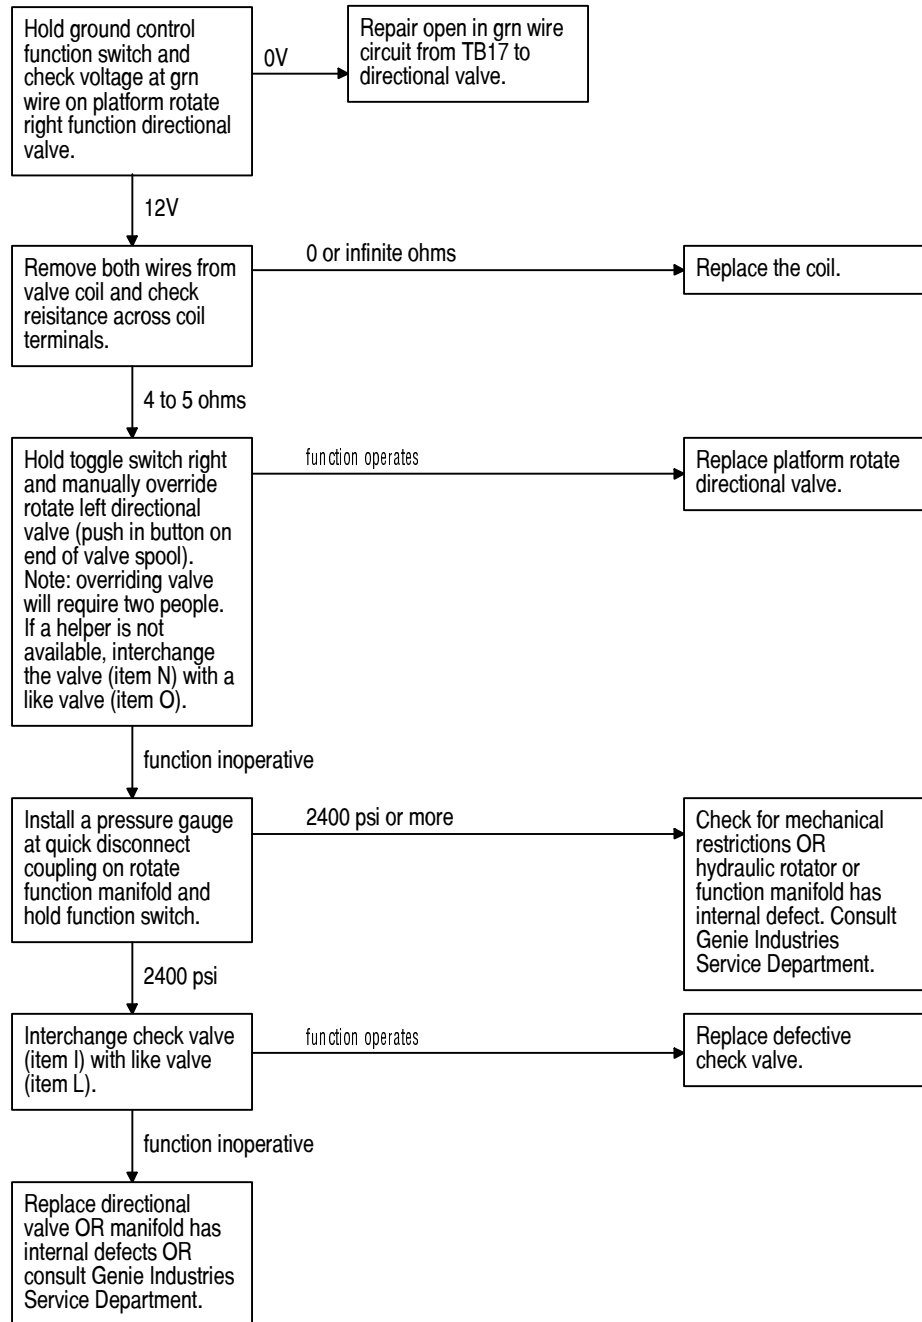 Hold ground control
function switch and
check voltage at grn
wire on platform rotate
right function directional
valve.
0V
Repair open in grn wire
circuit from TB17 to
directional valve.
12V
Remove both wires from
valve coil and check
reisitance across coil
terminals.
0 or infinite ohms
Replace the coil.
4 to 5 ohms
Hold toggle switch right
and manually override
rotate left directional
valve (push in button on
end of valve spool).
Note: overriding valve
will require two people.
If a helper is not
available, interchange
the valve (item N) with a
like valve (item O).
function operates
Replace platform rotate
directional valve.
function inoperative
Install a pressure gauge
at quick disconnect
coupling on rotate
function manifold and
hold function switch.
2400 psi or more
Check for mechanical
restrictions OR
hydraulic rotator or
function manifold has
internal defect. Consult
Genie Industries
Service Department.
2400 psi
Interchange check valve
(item I) with like valve
(item L).
function operates
Replace defective
check valve.
function inoperative
Replace directional
valve OR manifold has
internal defects OR
consult Genie Industries
Service Department.